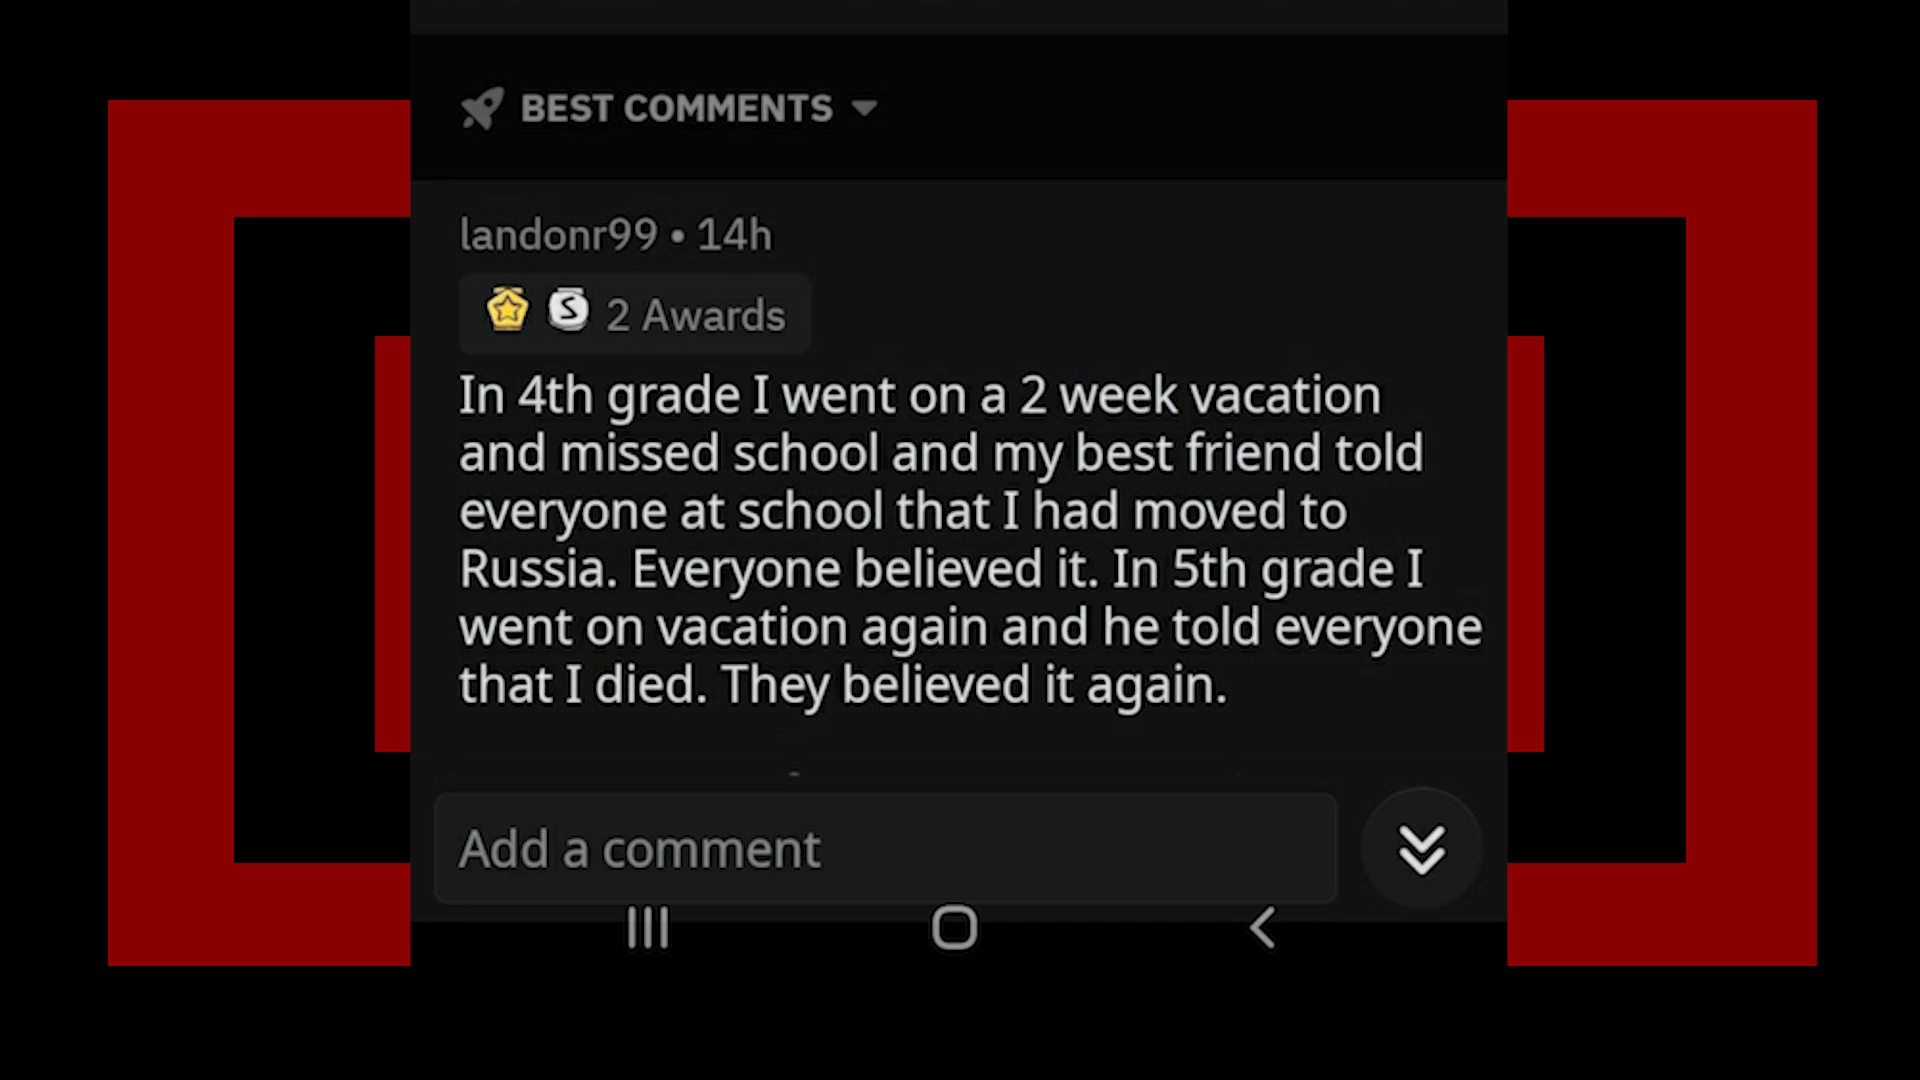 BEST COMMENTS
landonr99 • 14h
2 Awards
In 4th grade I went on a 2 week vacation
and missed school and my best friend told
everyone at school that I had moved to
Russia. Everyone believed it. In 5th grade I
went on vacation again and he told everyone
that I died. They believed it again.
Add a comment